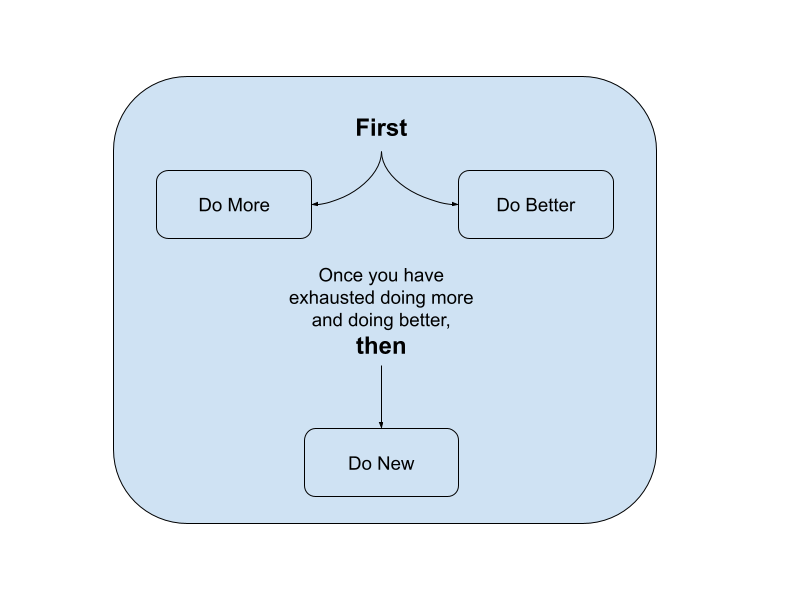 First
Do More
Do Better
Once you have
exhausted doing more
and doing better,
then
Do New